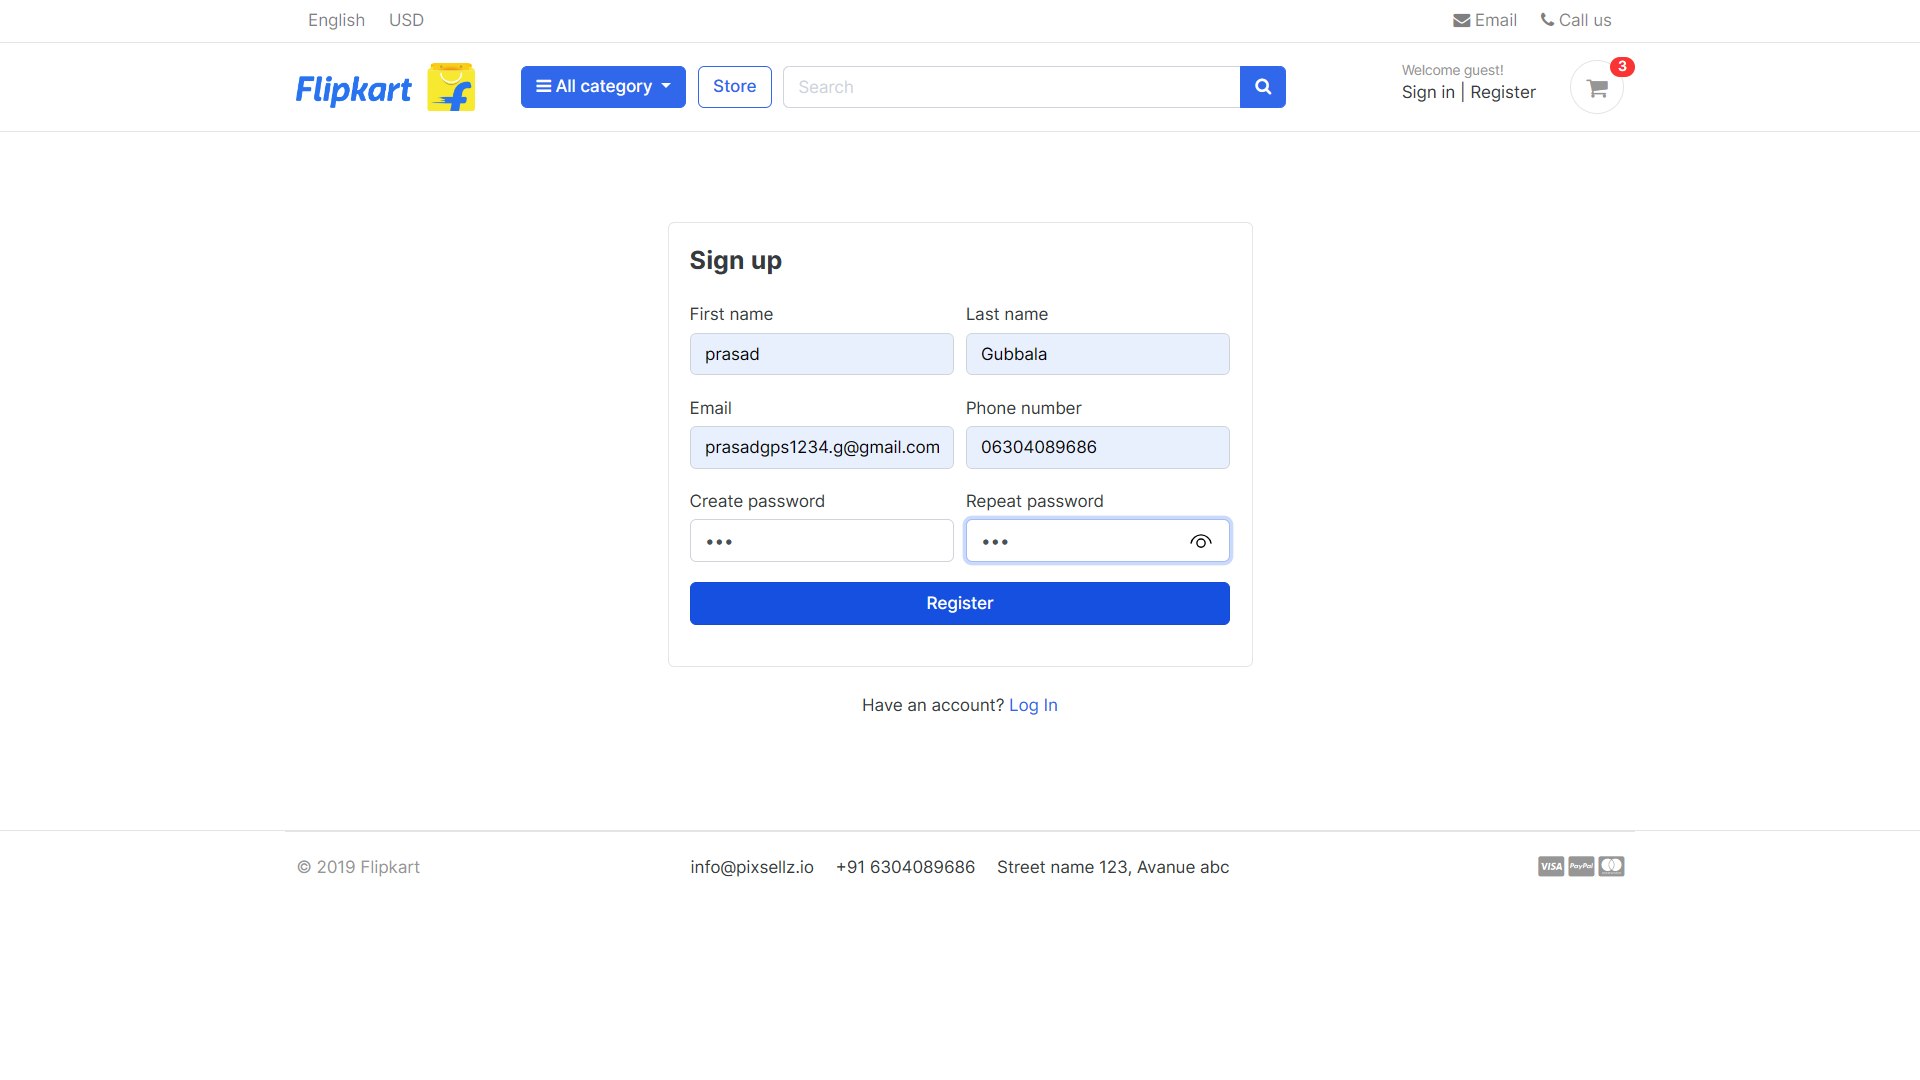 English USD
Email Call us
Flipkart
All category Store Search
Welcome guest!
Sign in | Register
3
Sign up
First name Last name
prasad Gubbala
Email Phone number
prasadgps1234.g@gmail.com 06304089686
Create password Repeat password
••• •••
Register
Have an account? Log In
© 2019 Flipkart info@pixsellz.io +91 6304089686 Street name 123, Avanue abc VISA PayPal